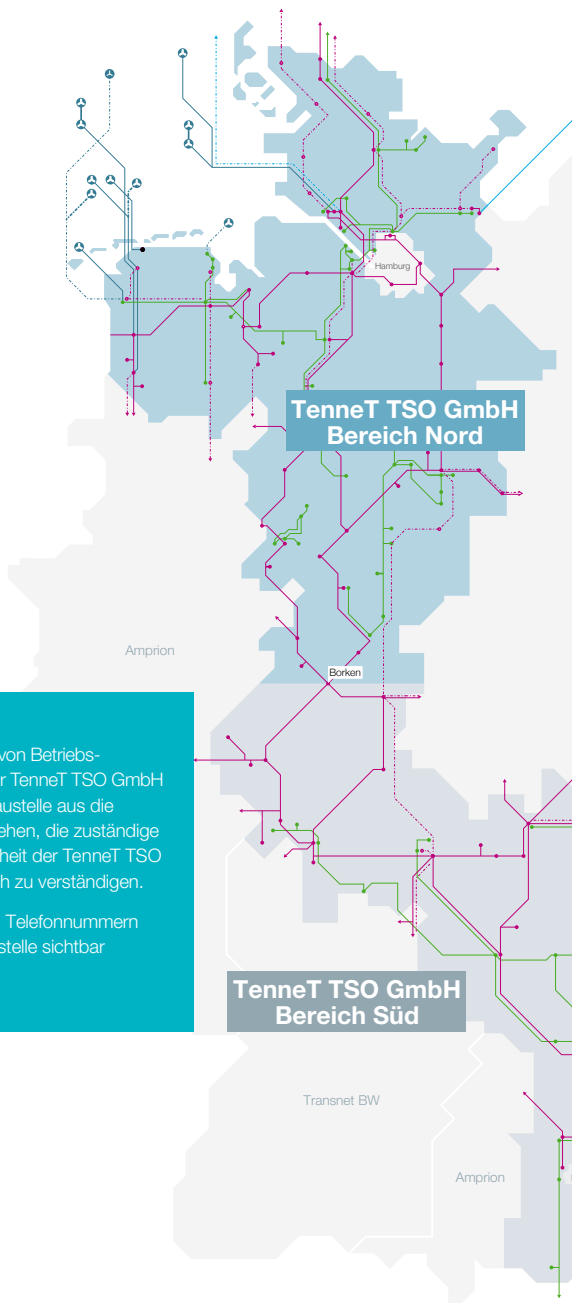 Hamburg
TenneT TSO GmbH
Bereich Nord
Amprion
Borken
von Betriebs-
r TenneT TSO GmbH
austelle aus die
ehen, die zuständige
heit der TenneT TSO
h zu verständigen.
Telefonnummern
stelle sichtbar
TenneT TSO GmbH
Bereich Süd
Transnet BW
Amprion